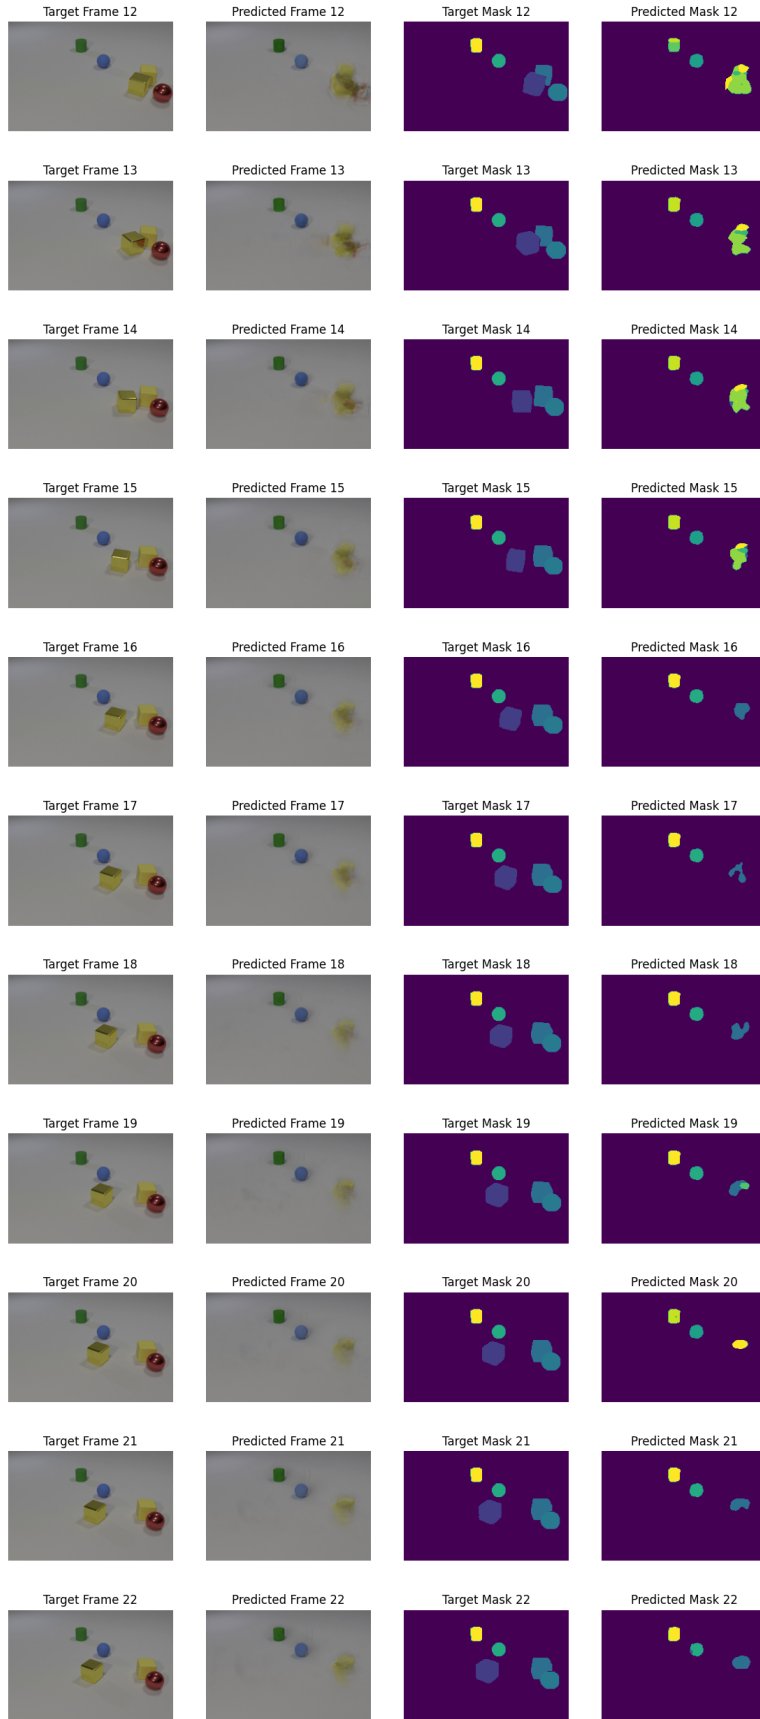 Target Frame 12 Predicted Frame 12 Target Mask 12 Predicted Mask 12
Target Frame 13 Predicted Frame 13 Target Mask 13 Predicted Mask 13
Target Frame 14 Predicted Frame 14 Target Mask 14 Predicted Mask 14
Target Frame 15 Predicted Frame 15 Target Mask 15 Predicted Mask 15
Target Frame 16 Predicted Frame 16 Target Mask 16 Predicted Mask 16
Target Frame 17 Predicted Frame 17 Target Mask 17 Predicted Mask 17
Target Frame 18 Predicted Frame 18 Target Mask 18 Predicted Mask 18
Target Frame 19 Predicted Frame 19 Target Mask 19 Predicted Mask 19
Target Frame 20 Predicted Frame 20 Target Mask 20 Predicted Mask 20
Target Frame 21 Predicted Frame 21 Target Mask 21 Predicted Mask 21
Target Frame 22 Predicted Frame 22 Target Mask 22 Predicted Mask 22